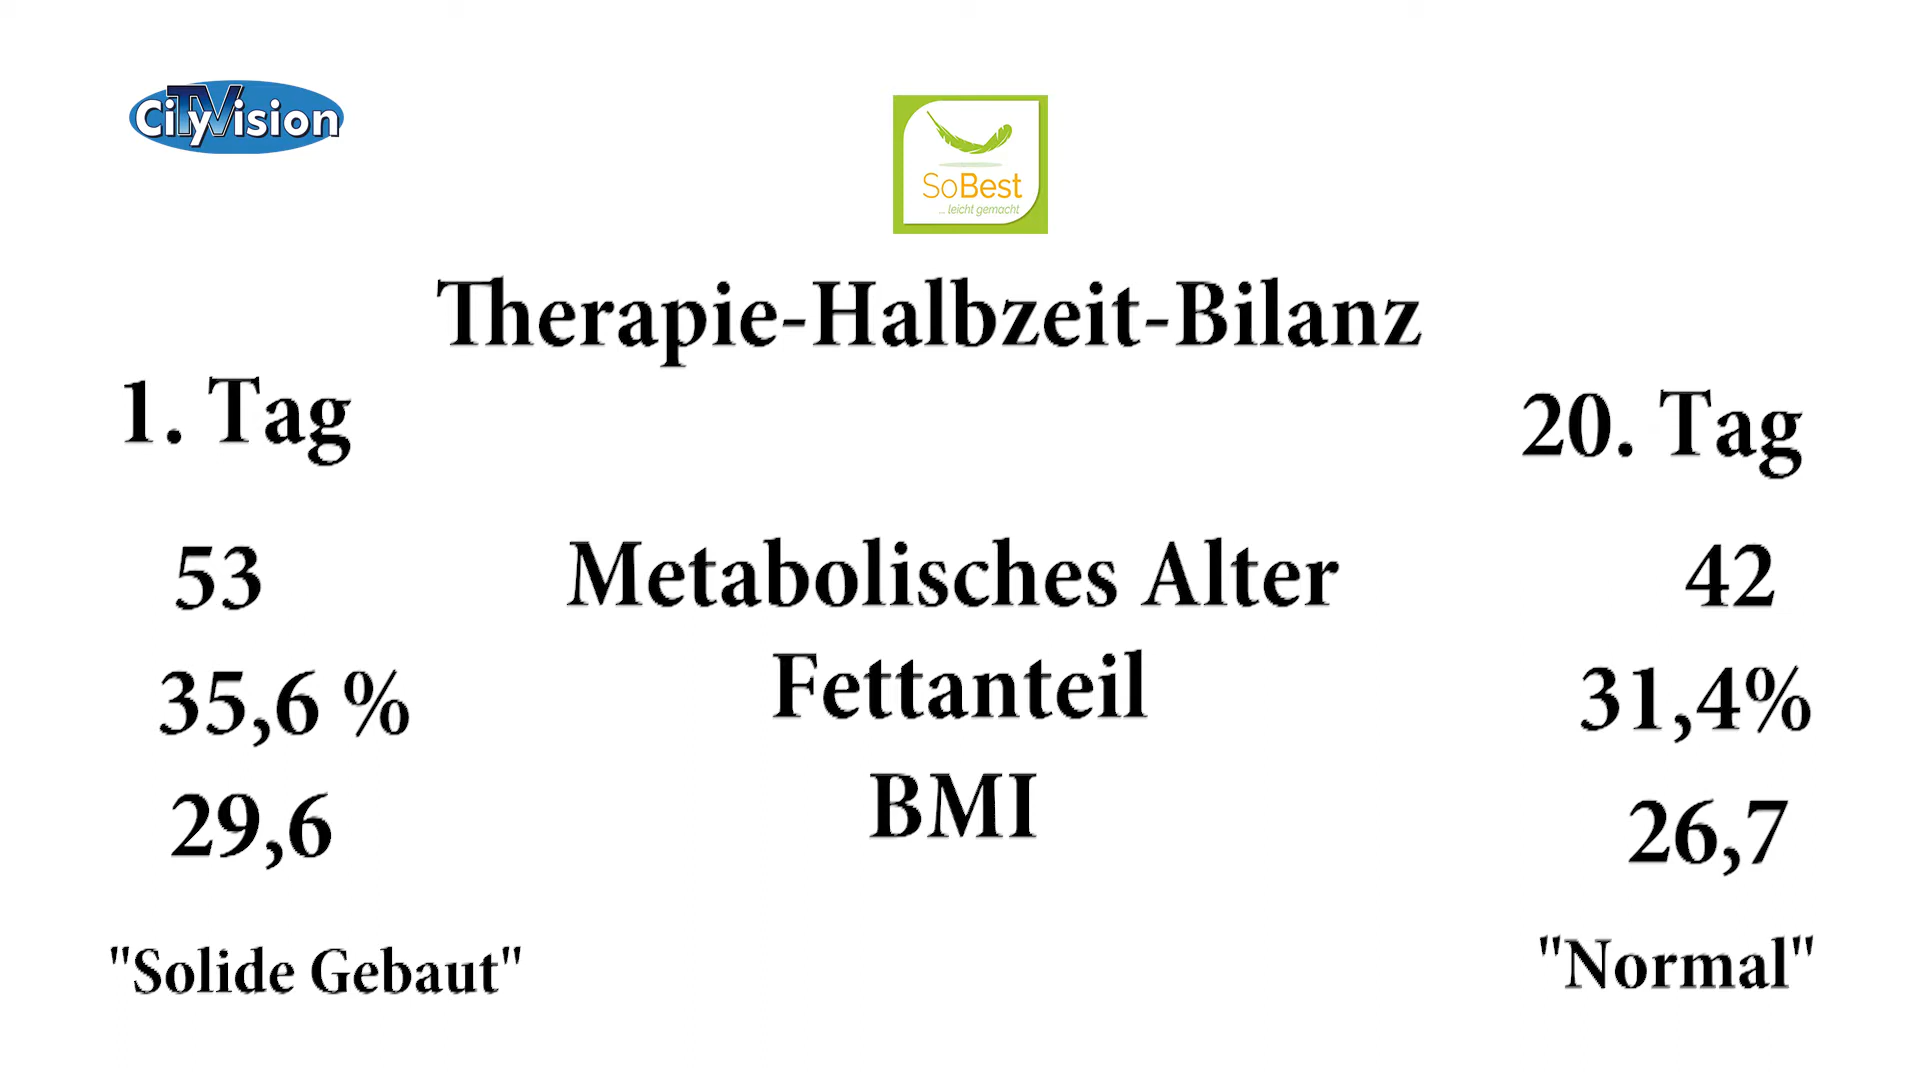 CiTyVision
SoBest
... leicht gemacht
Therapie-Halbzeit-Bilanz
1. Tag 20. Tag
53 Metabolisches Alter 42
35,6 % Fettanteil 31,4%
29,6 BMI 26,7
"Solide Gebaut" "Normal"